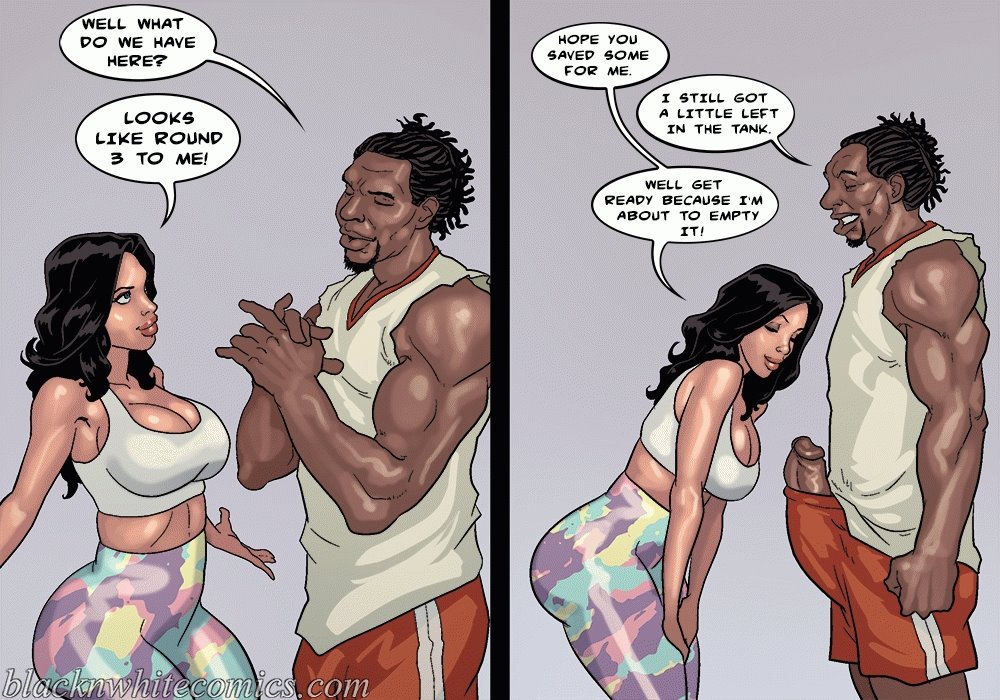 WELL WHAT
DO WE HAVE
HERE?
LOOKS
LIKE ROUND
3 TO ME!
HOPE YOU
SAVED SOME
FOR ME.
I STILL GOT
A LITTLE LEFT
IN THE TANK.
WELL GET
READY BECAUSE I'M
ABOUT TO EMPTY
IT!
blacknwhitecomics.com